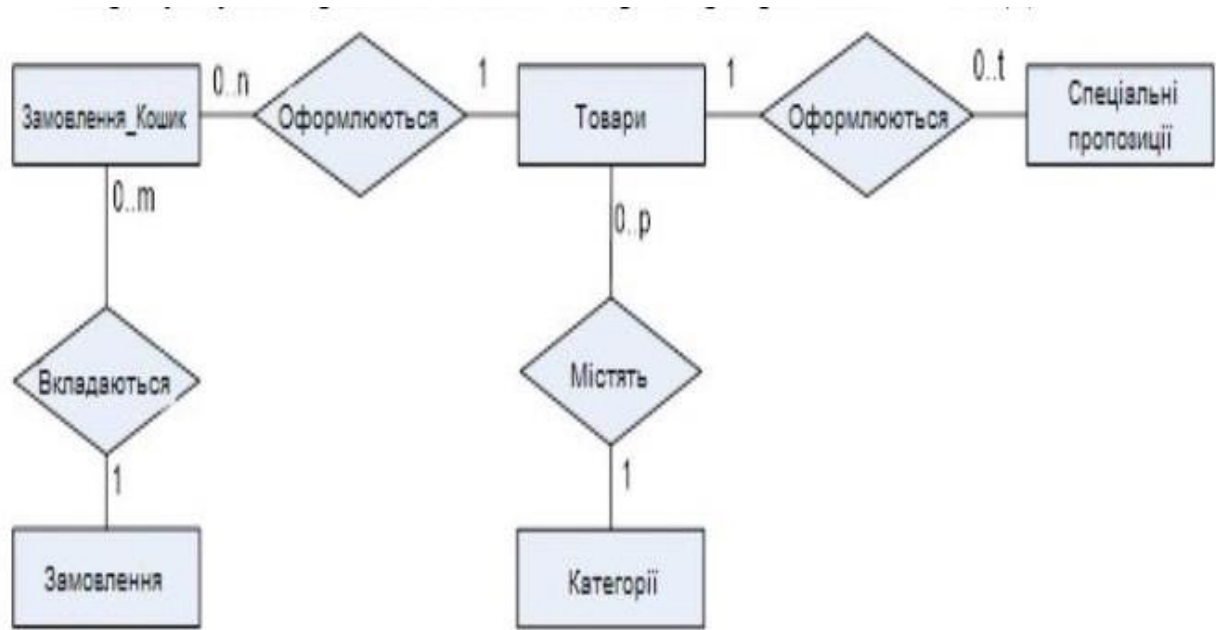 0..n
1
1
0..t
Замовлення_Кошик
Оформлюються
Товари
Оформлюються
Спеціальні
пропозиції
0..m
0..p
Вкладаються
Містять
1
1
Замовлення
Категорії